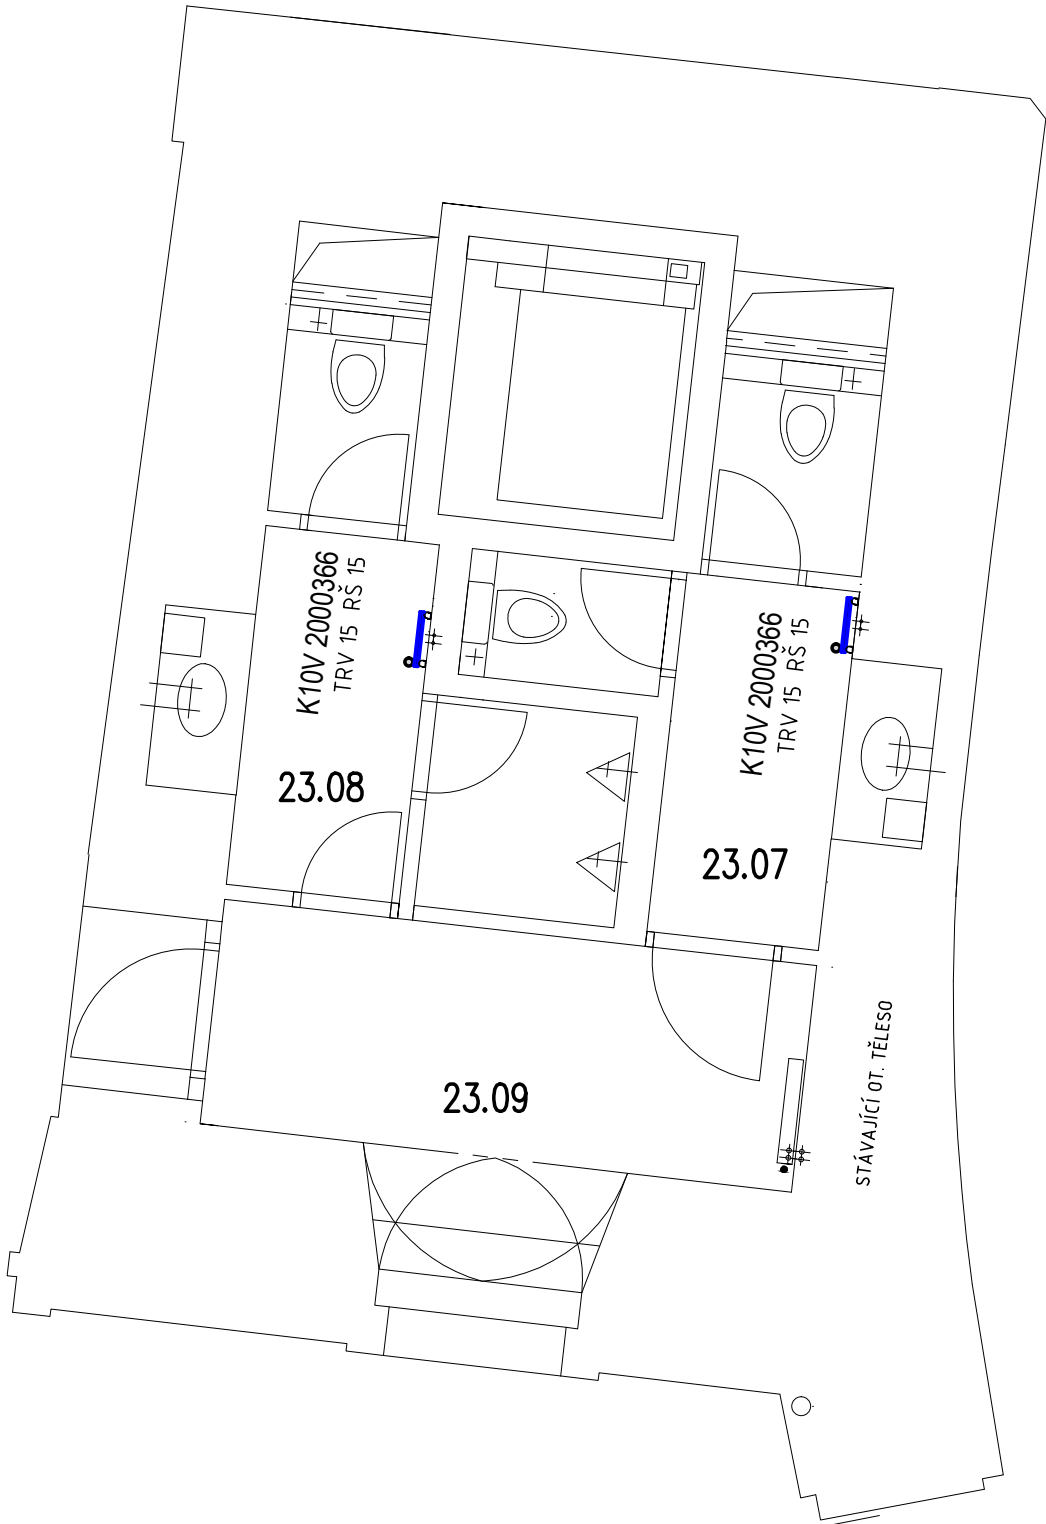 K10V 2000366
TRV 15 RŠ 15
23.08
K10V 2000366
TRV 15 RŠ 15
23.07
23.09
STÁVAJÍCÍ OT. TĚLESO